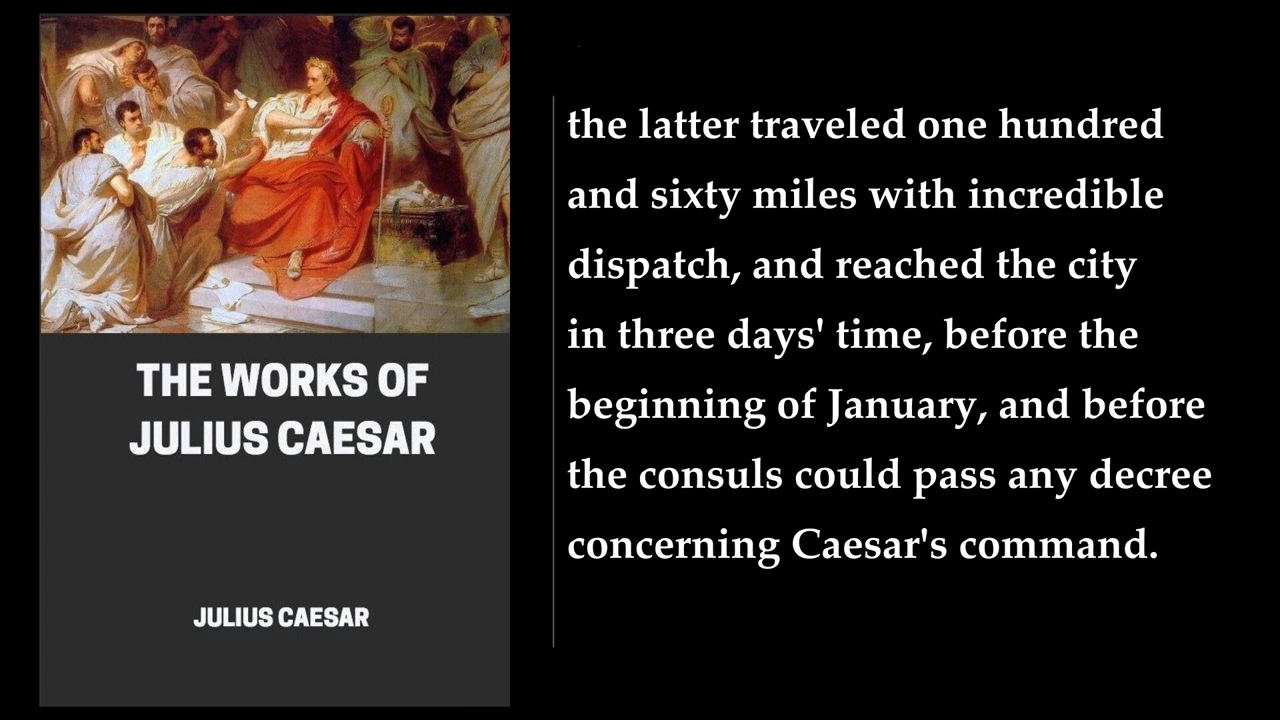 THE WORKS OF
JULIUS CAESAR
JULIUS CAESAR
the latter traveled one hundred
and sixty miles with incredible
dispatch, and reached the city
in three days' time, before the
beginning of January, and before
the consuls could pass any decree
concerning Caesar's command.